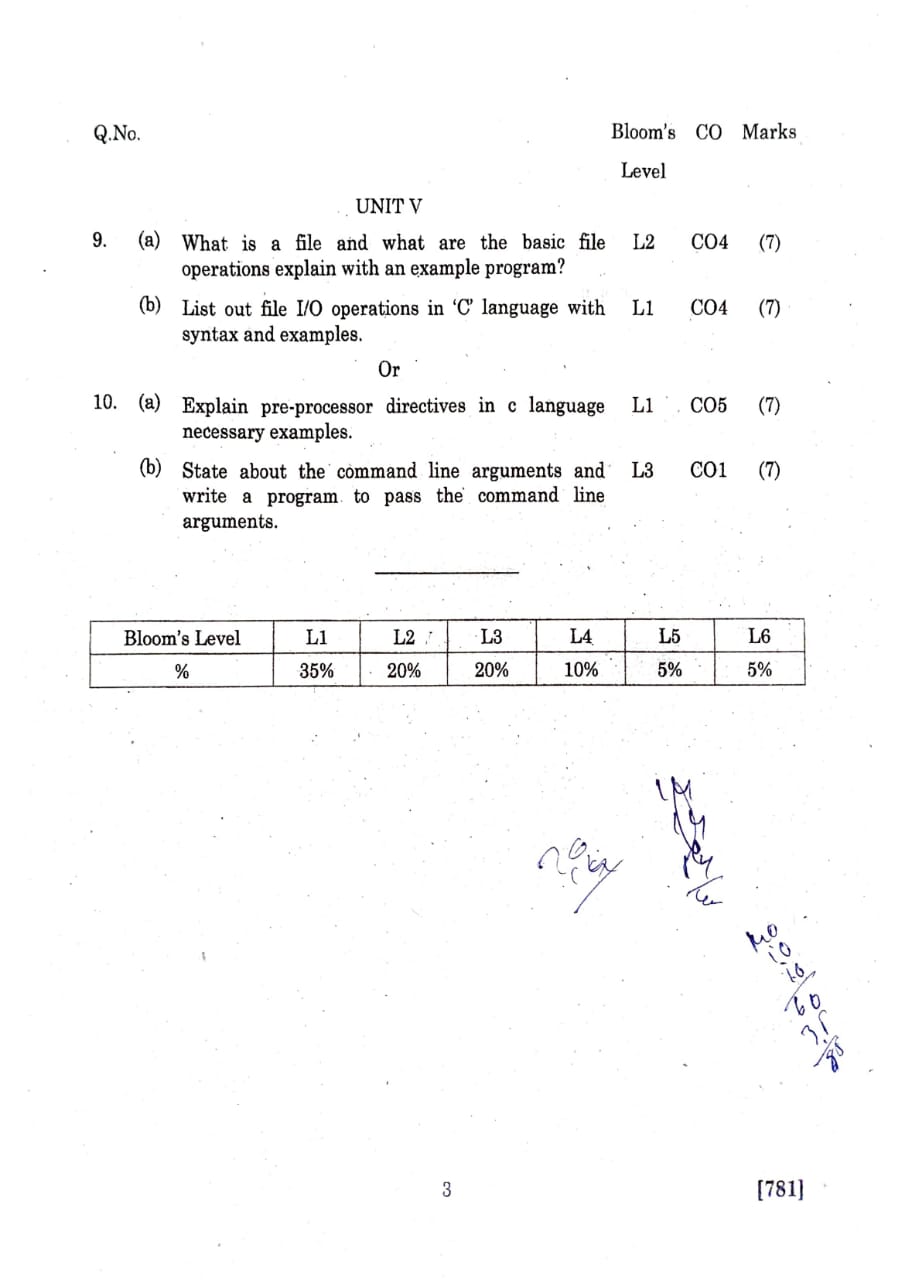 Q.No. Bloom's CO Marks
Level
UNIT V
9. (a) What is a file and what are the basic file L2 CO4 (7)
operations explain with an example program?
(b) List out file I/O operations in 'C' language with L1 CO4 (7)
syntax and examples.
Or
10. (a) Explain pre-processor directives in c language L1 CO5 (7)
necessary examples.
(b) State about the command line arguments and L3 CO1 (7)
write a program to pass the command line
arguments.
Bloom's Level L1 L2 L3 L4 L5 L6
% 35% 20% 20% 10% 5% 5%
10
10
60
3 [781]